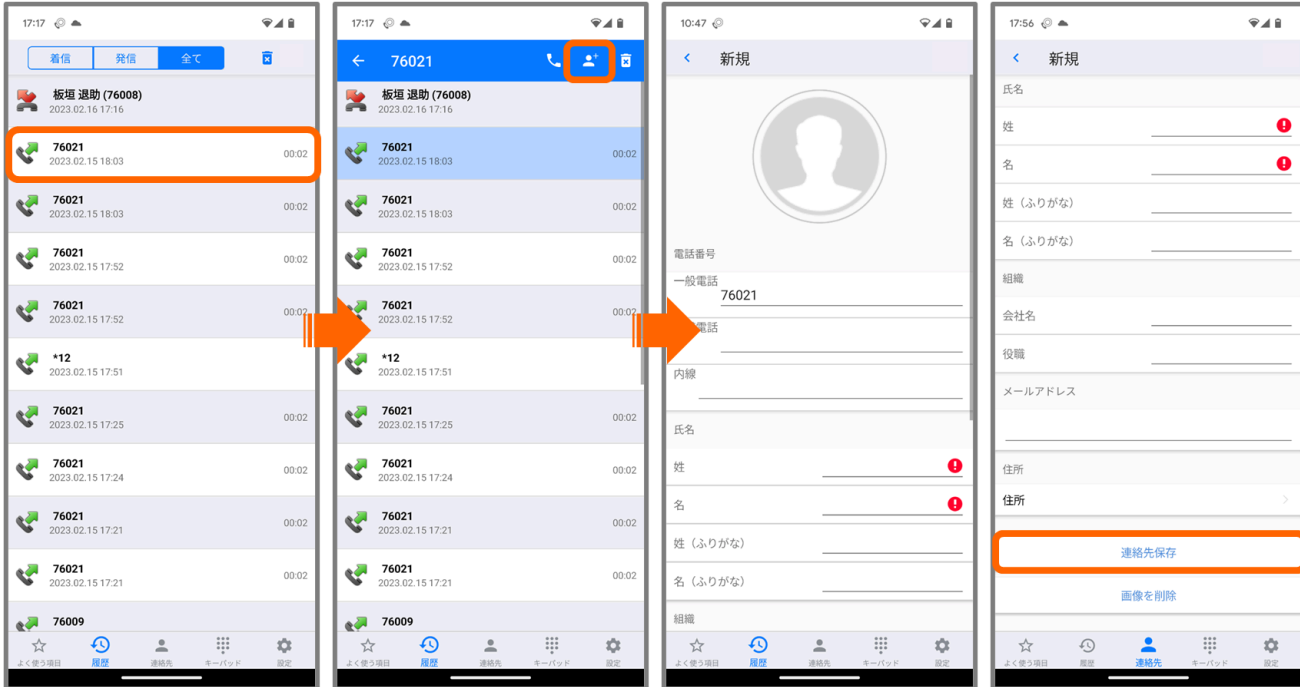 17:17
着信 発信 全て
板垣 退助 (76008)
2023.02.16 17:16
76021
2023.02.15 18:03 00:02
76021
2023.02.15 18:03 00:02
76021
2023.02.15 17:52 00:02
76021
2023.02.15 17:52 00:02
*12
2023.02.15 17:51
76021
2023.02.15 17:25 00:02
76021
2023.02.15 17:24 00:02
76021
2023.02.15 17:21 00:02
76021
2023.02.15 17:21 00:02
76009
よく使う項目 履歴 連絡先 キーパッド 設定
17:17
76021
板垣 退助 (76008)
2023.02.16 17:16
76021
2023.02.15 18:03 00:02
76021
2023.02.15 18:03 00:02
76021
2023.02.15 17:52 00:02
76021
2023.02.15 17:52 00:02
*12
2023.02.15 17:51
76021
2023.02.15 17:25 00:02
76021
2023.02.15 17:24 00:02
76021
2023.02.15 17:21 00:02
76021
2023.02.15 17:21 00:02
76009
よく使う項目 履歴 連絡先 キーパッド 設定
10:47
新規
電話番号
一般電話
76021
電話
内線
氏名
姓
名
姓（ふりがな）
名（ふりがな）
組織
よく使う項目 履歴 連絡先 キーパッド 設定
17:56
新規
氏名
姓
名
姓（ふりがな）
名（ふりがな）
組織
会社名
役職
メールアドレス
住所
住所
連絡先保存
画像を削除
よく使う項目 履歴 連絡先 キーパッド 設定